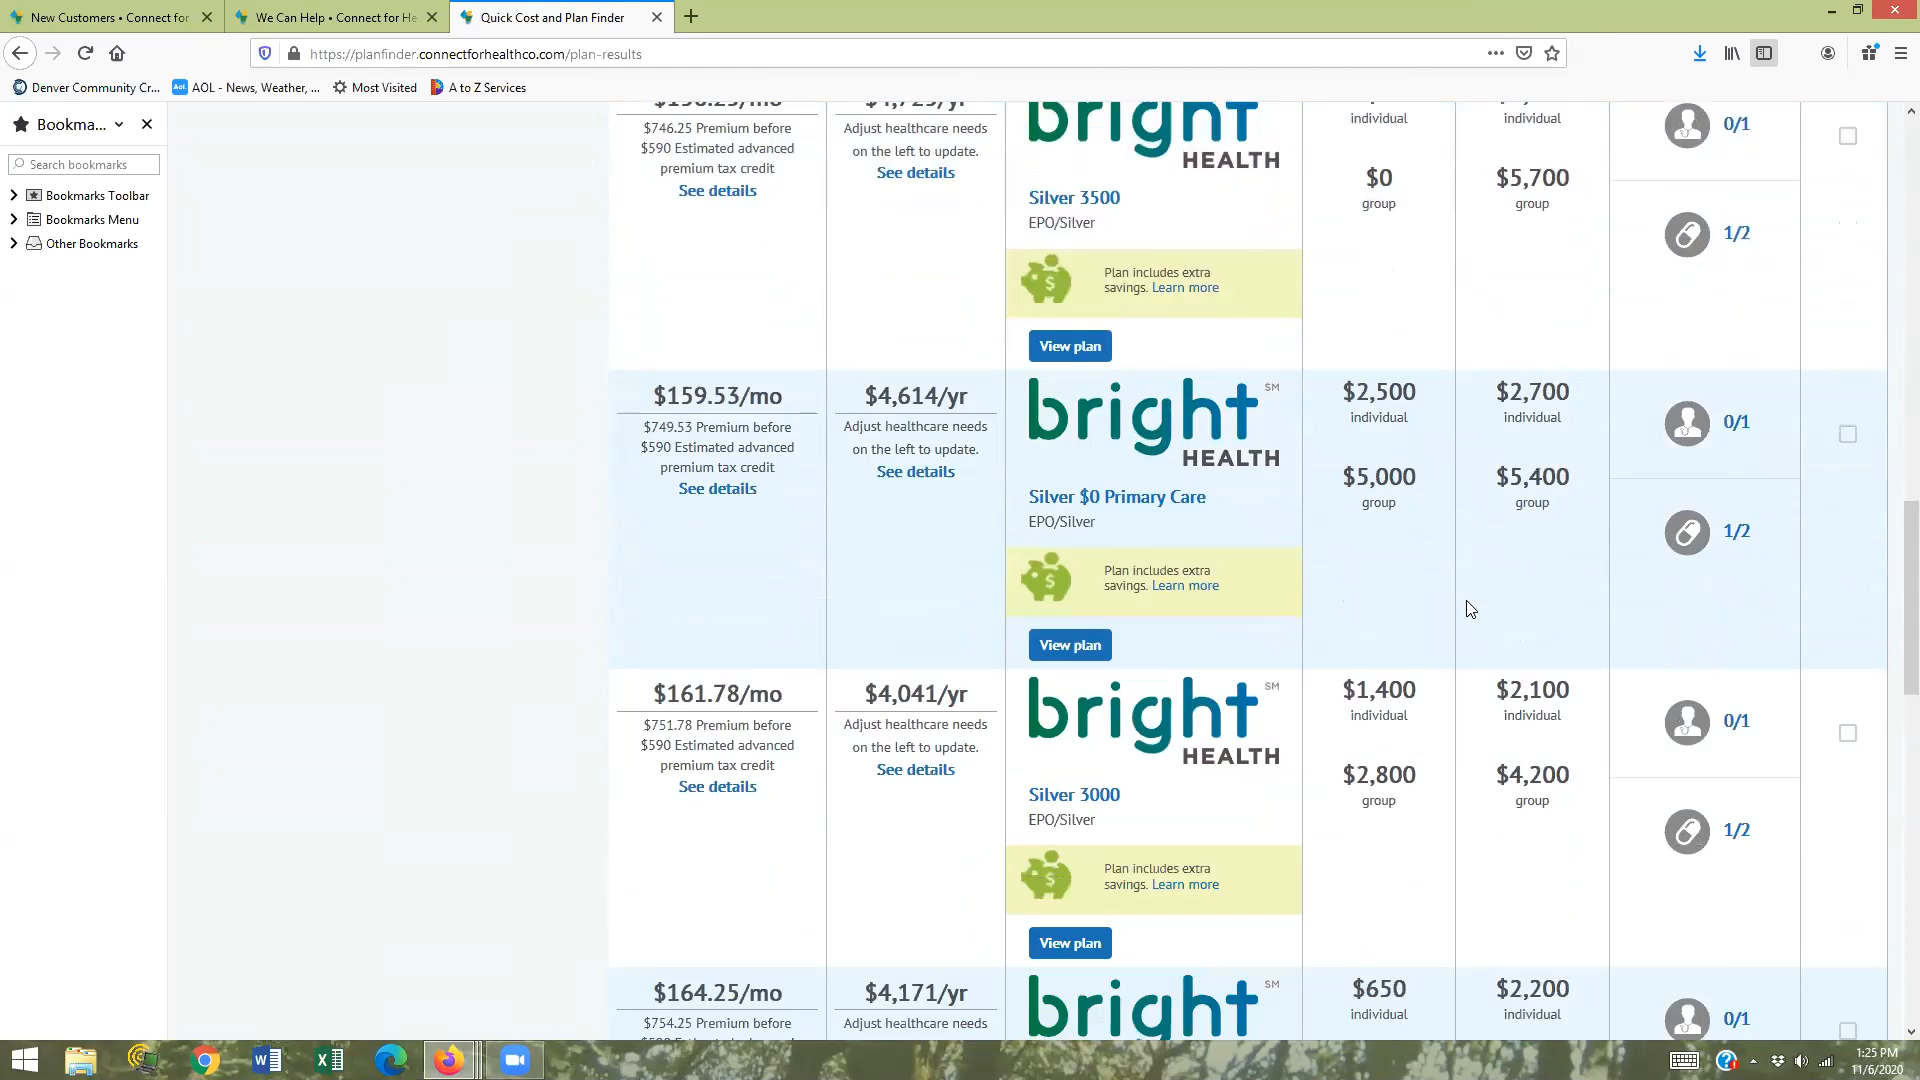 New Customers • Connect for
We Can Help • Connect for He
Quick Cost and Plan Finder
https://planfinder.connectforhealthco.com/plan-results
Denver Community Cr...
Aol.
AOL - News, Weather, ...
Most Visited
A to Z Services
Bookma...
Search bookmarks
Bookmarks Toolbar
Bookmarks Menu
Other Bookmarks
$746.25 Premium before
$590 Estimated advanced
premium tax credit
See details
Adjust healthcare needs
on the left to update.
See details
bright
HEALTH
Silver 3500
EPO/Silver
Plan includes extra
savings. Learn more
View plan
individual
$0
group
individual
$5,700
group
0/1
1/2
$159.53/mo
$749.53 Premium before
$590 Estimated advanced
premium tax credit
See details
$4,614/yr
Adjust healthcare needs
on the left to update.
See details
bright SM
HEALTH
Silver $0 Primary Care
EPO/Silver
Plan includes extra
savings. Learn more
View plan
$2,500
individual
$5,000
group
$2,700
individual
$5,400
group
0/1
1/2
$161.78/mo
$751.78 Premium before
$590 Estimated advanced
premium tax credit
See details
$4,041/yr
Adjust healthcare needs
on the left to update.
See details
bright SM
HEALTH
Silver 3000
EPO/Silver
Plan includes extra
savings. Learn more
View plan
$1,400
individual
$2,800
group
$2,100
individual
$4,200
group
0/1
1/2
$164.25/mo
$754.25 Premium before
$4,171/yr
Adjust healthcare needs
bright SM
$650
individual
$2,200
individual
0/1
1:25 PM
11/6/2020